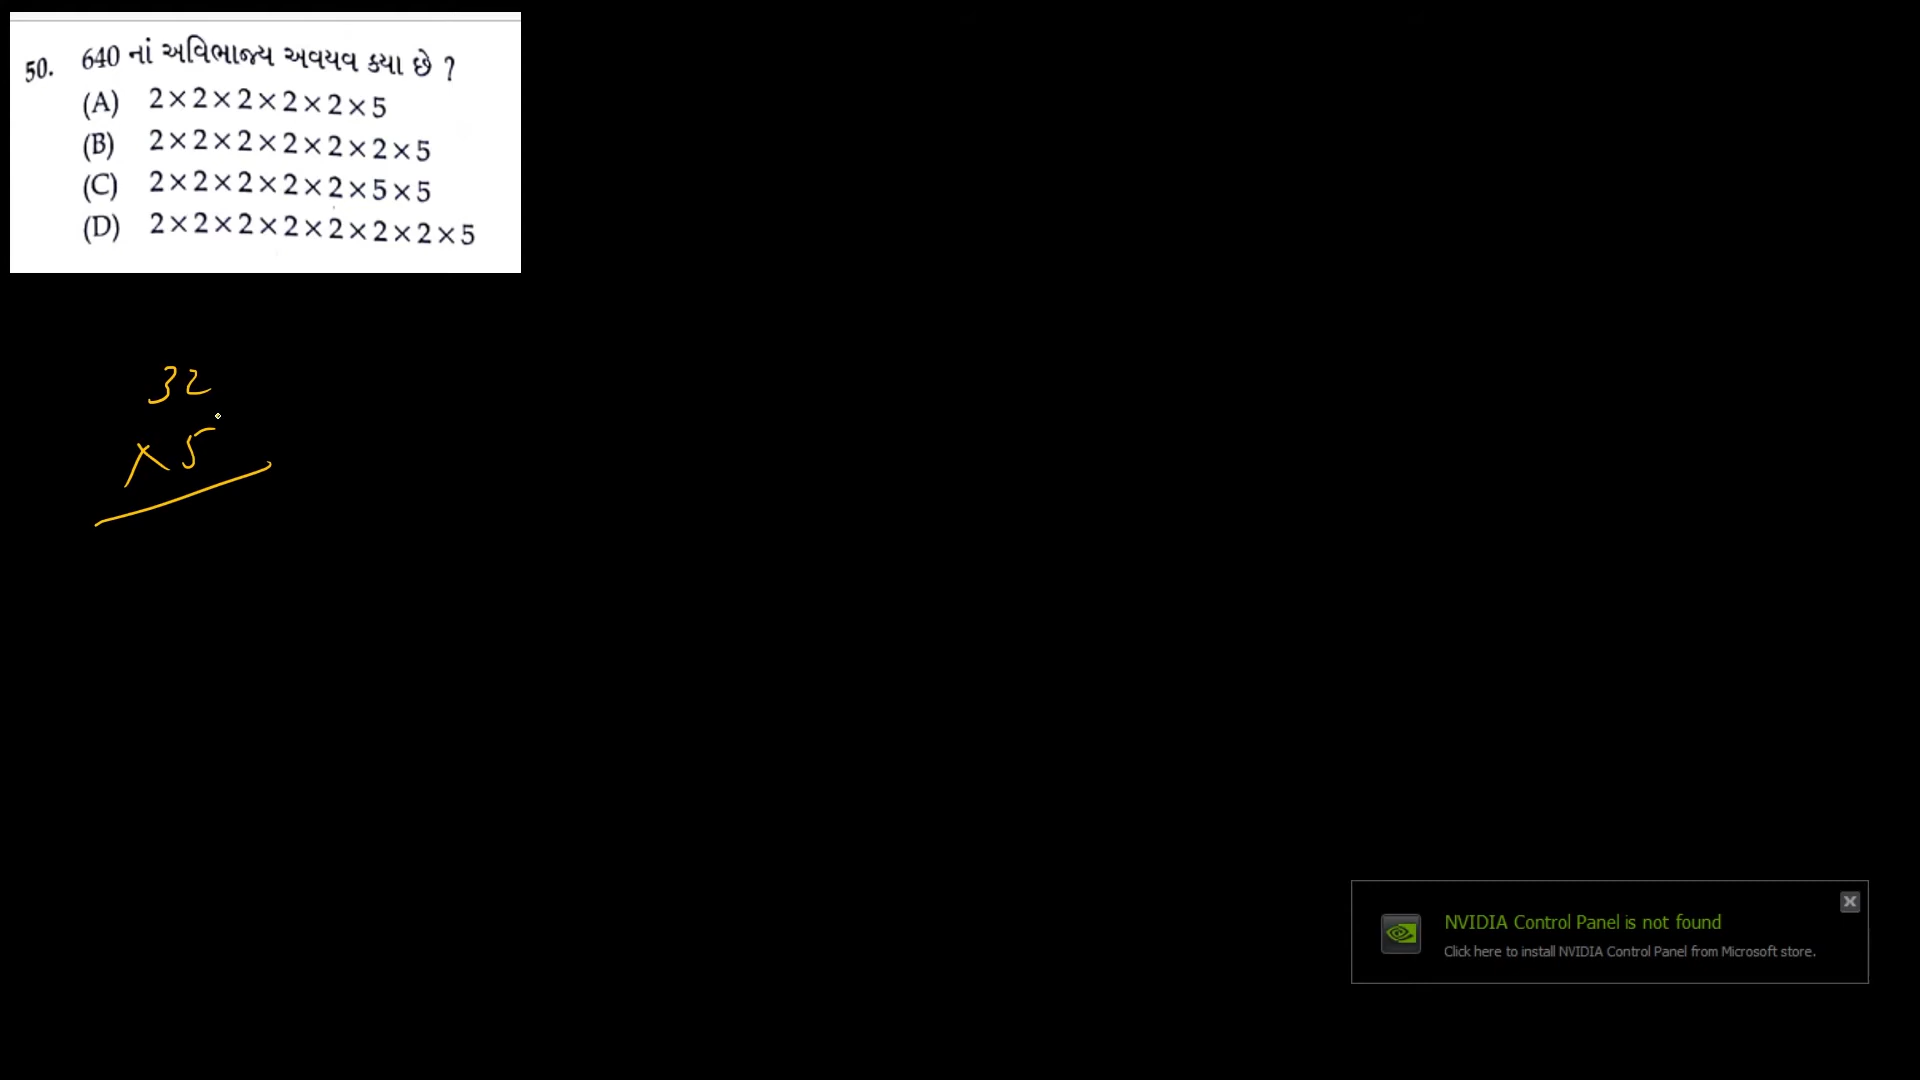 50. 640 નાં અવિભાજ્ય અવયવ ક્યા છે ?
(A) 2×2×2×2×2×5
(B) 2×2×2×2×2×2×5
(C) 2×2×2×2×2×5×5
(D) 2×2×2×2×2×2×2×5
32
× 5
NVIDIA Control Panel is not found
Click here to install NVIDIA Control Panel from Microsoft store.